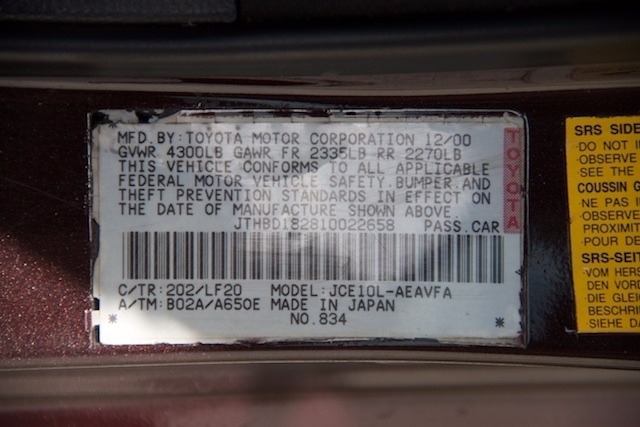 MFD. BY: TOYOTA MOTOR CORPORATION 12/00
GVWR 4300LB GAWR FR 2335LB RR 2270LB
THIS VEHICLE CONFORMS TO ALL APPLICABLE
FEDERAL MOTOR VEHICLE SAFETY, BUMPER, AND
THEFT PREVENTION STANDARDS IN EFFECT ON
THE DATE OF MANUFACTURE SHOWN ABOVE.
JTHBD182810022658 PASS. CAR
C/TR: 202/LF20 MODEL: JCE10L-AEAVFA
A/TM: B02A/A650E MADE IN JAPAN
* NO. 834 *
TOYOTA
SRS SIDE
·DO NOT
·OBSERVE
·SEE THE
COUSSIN
·NE PAS
·OBSERVE
PROXIMIT
·POUR DE
SRS-SEIT
·VOM HERS
DEN VORD
·DIE GLEI
BESCHRIE
·SIEHE DA